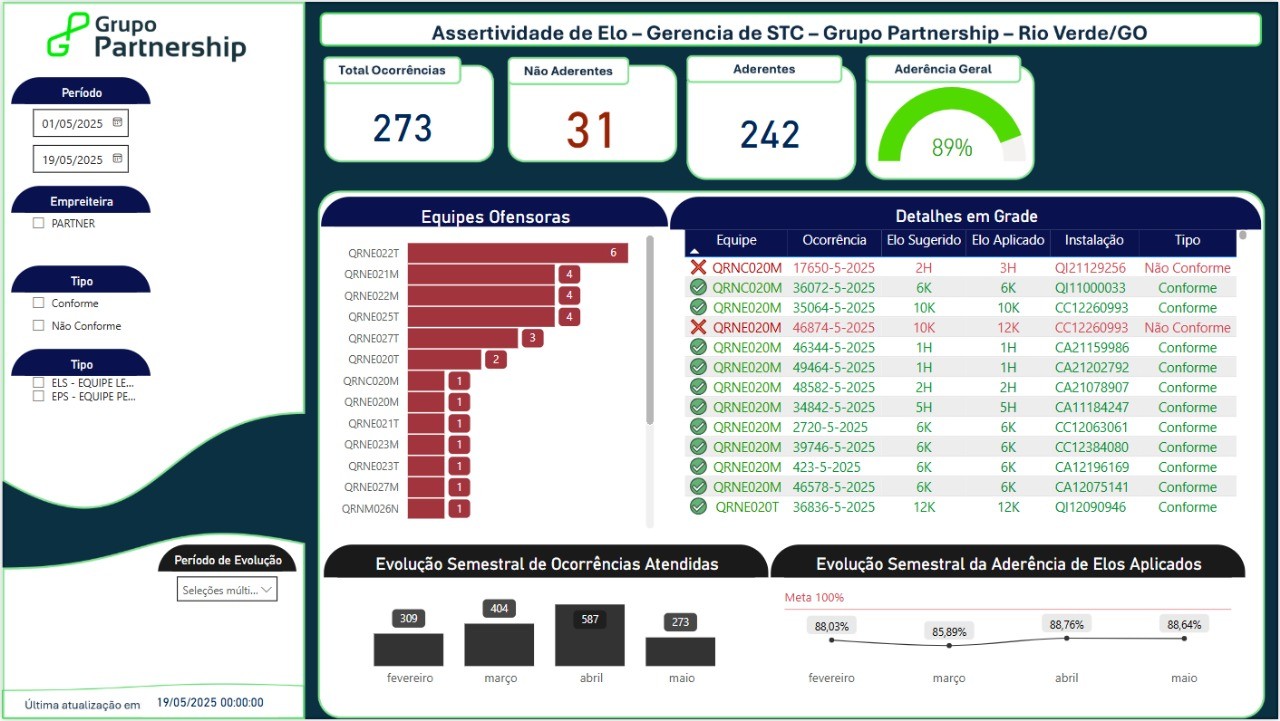 Grupo
Partnership
Assertividade de Elo – Gerencia de STC – Grupo Partnership – Rio Verde/GO
Período
01/05/2025
19/05/2025
Empreiteira
PARTNER
Tipo
Conforme
Não Conforme
Tipo
ELS - EQUIPE LE...
EPS - EQUIPE PE...
Período de Evolução
Seleções múlti...
Última atualização em 19/05/2025 00:00:00
Total Ocorrências
273
Não Aderentes
31
Aderentes
242
Aderência Geral
89%
Equipes Ofensoras
QRNE022T 6
QRNE021M 4
QRNE022M 4
QRNE025T 4
QRNE027T 3
QRNE020T 2
QRNC020M 1
QRNE020M 1
QRNE021T 1
QRNE023M 1
QRNE023T 1
QRNE027M 1
QRNM026N 1
Detalhes em Grade
Equipe Ocorrência Elo Sugerido Elo Aplicado Instalação Tipo
QRNC020M 17650-5-2025 2H 3H QI21129256 Não Conforme
QRNC020M 36072-5-2025 6K 6K QI11000033 Conforme
QRNE020M 35064-5-2025 10K 10K CC12260993 Conforme
QRNE020M 46874-5-2025 10K 12K CC12260993 Não Conforme
QRNE020M 46344-5-2025 1H 1H CA21159986 Conforme
QRNE020M 49464-5-2025 1H 1H CA21202792 Conforme
QRNE020M 48582-5-2025 2H 2H CA21078907 Conforme
QRNE020M 34842-5-2025 5H 5H CA11184247 Conforme
QRNE020M 2720-5-2025 6K 6K CC12063061 Conforme
QRNE020M 39746-5-2025 6K 6K CC12384080 Conforme
QRNE020M 423-5-2025 6K 6K CA12196169 Conforme
QRNE020M 46578-5-2025 6K 6K CA12075141 Conforme
QRNE020T 36836-5-2025 12K 12K QI12090946 Conforme
Evolução Semestral de Ocorrências Atendidas
309 404 587 273
fevereiro março abril maio
Evolução Semestral da Aderência de Elos Aplicados
Meta 100%
88,03% 85,89% 88,76% 88,64%
fevereiro março abril maio